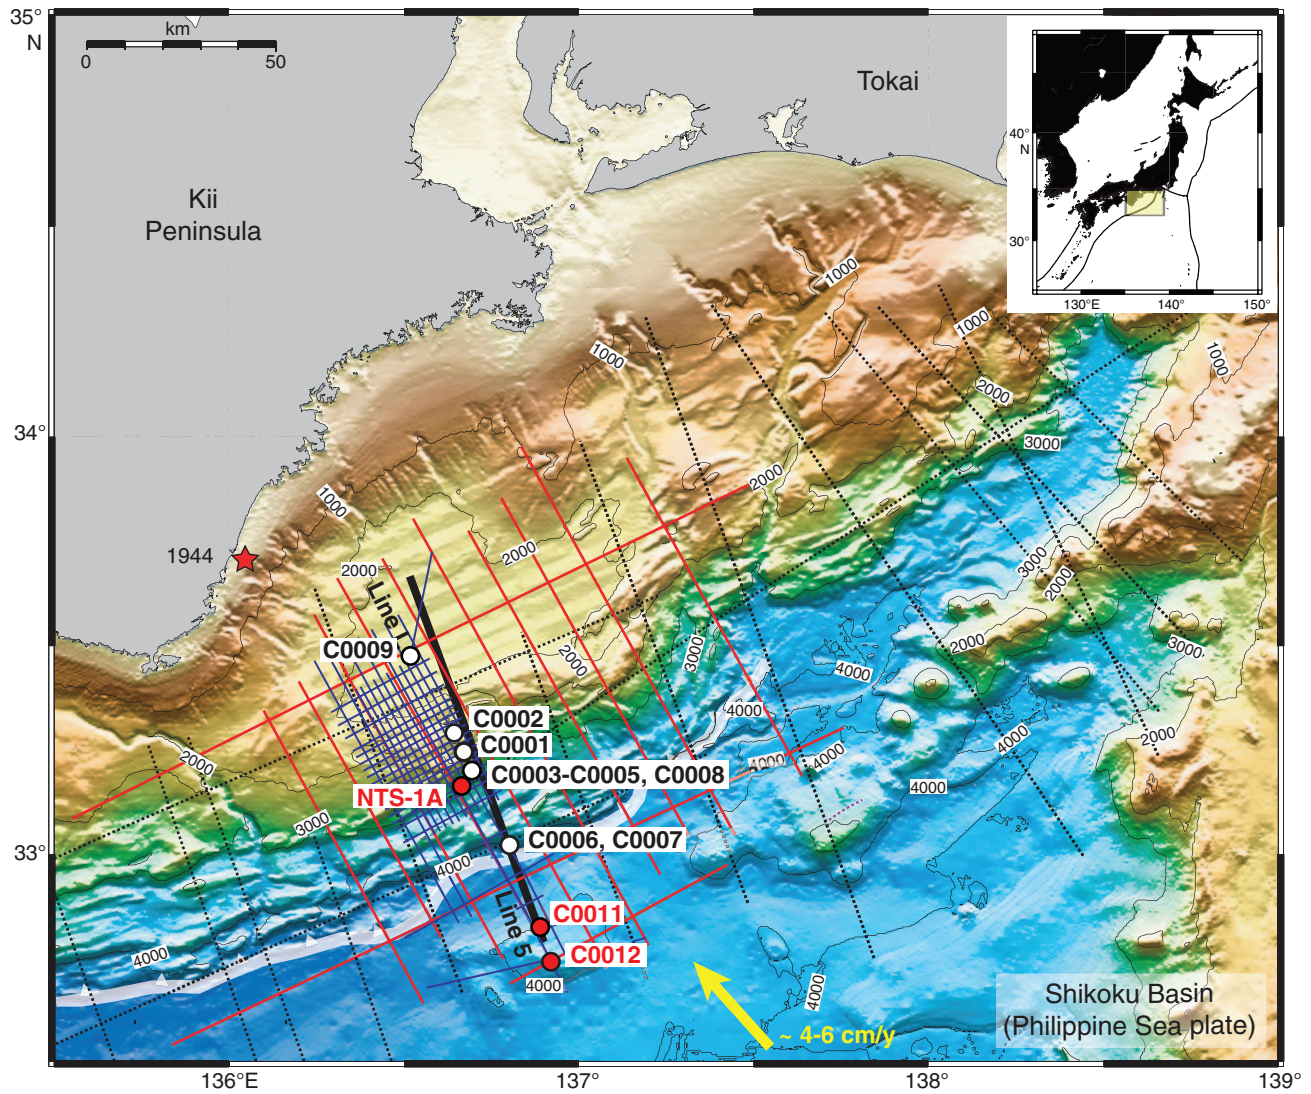 35°
N
km
0 50
Tokai
Kii
Peninsula
40°
N
30°
130°E 140° 150°
1000
1000
1000
1000
2000
3000
34°
2000
1000
1944
2000
2000
3000
2000
Line 1
C0009
2000
3000
2000
3000
4000
4000
C0002
C0001
C0003-C0005, C0008
NTS-1A
2000
4000
4000
4000
2000
4000
3000
C0006, C0007
33°
4000
Line 5
C0011
C0012
4000
4000
4000
Shikoku Basin
(Philippine Sea plate)
~ 4-6 cm/y
136°E 137° 138° 139°